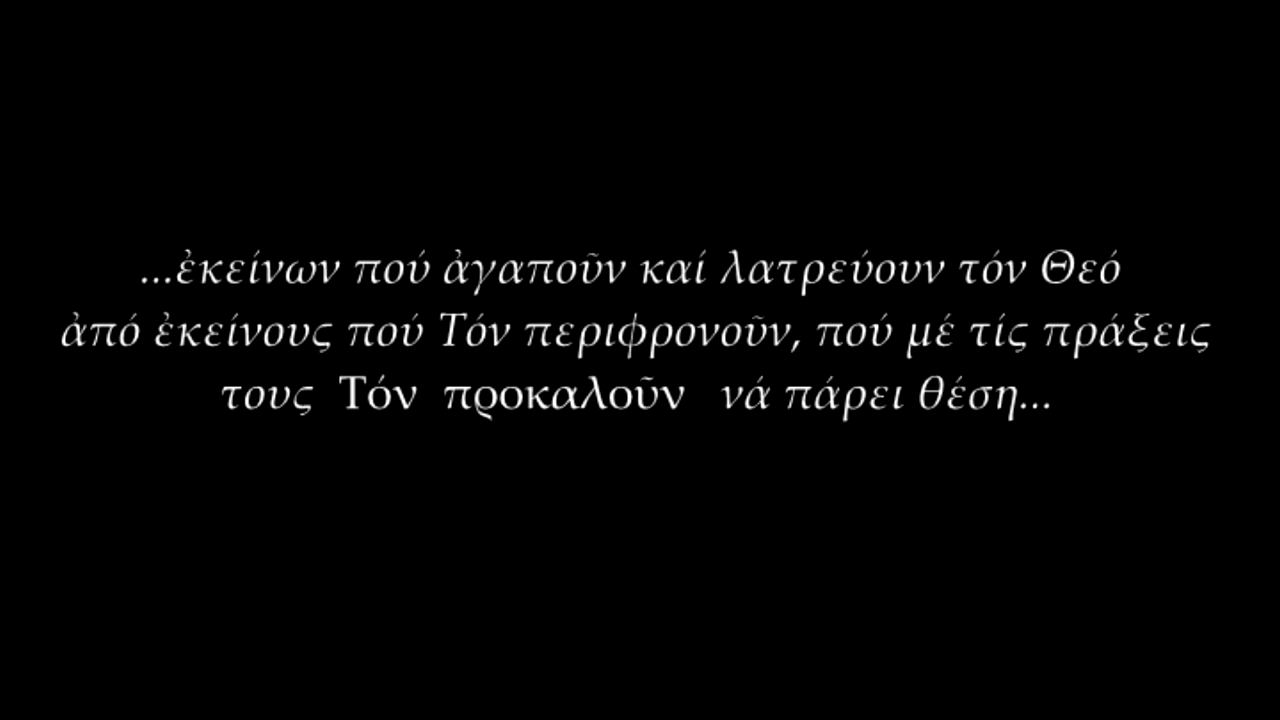 ...ἐκείνων πού ἀγαποῦν καί λατρεύουν τόν Θεό
ἀπό ἐκείνους πού Τόν περιφρονοῦν, πού μέ τίς πράξεις
τους Τόν προκαλοῦν νά πάρει θέση...